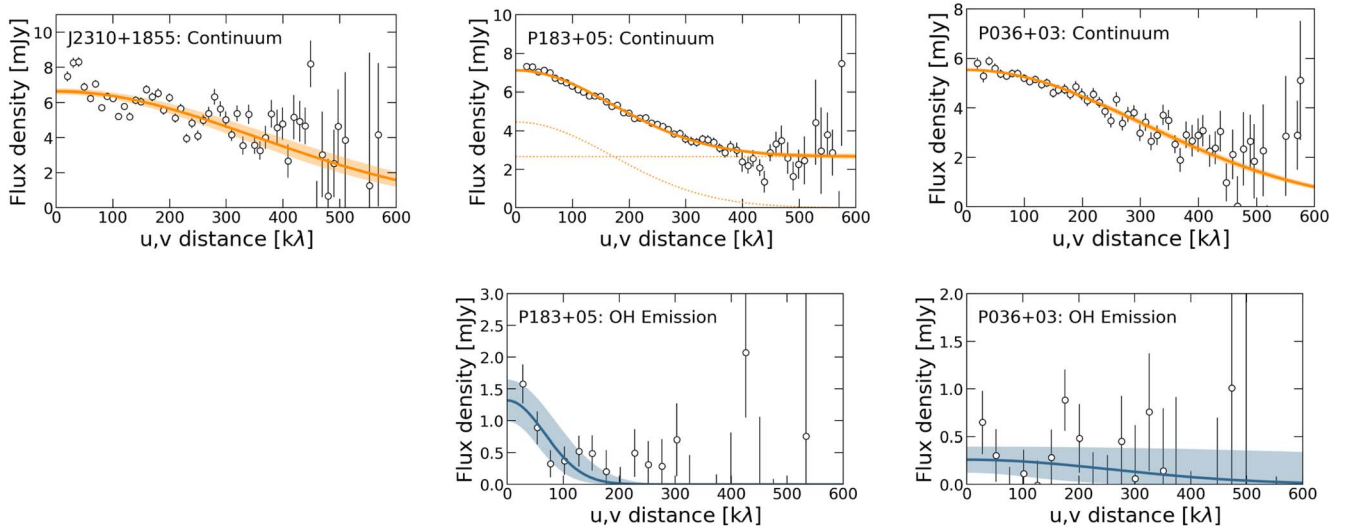 J2310+1855: Continuum
Flux density [mJy]
10
8
6
4
2
0
0 100 200 300 400 500 600
u,v distance [kλ]
P183+05: Continuum
Flux density [mJy]
10
8
6
4
2
0
0 100 200 300 400 500 600
u,v distance [kλ]
P036+03: Continuum
Flux density [mJy]
8
6
4
2
0
0 100 200 300 400 500 600
u,v distance [kλ]
P183+05: OH Emission
Flux density [mJy]
3.0
2.5
2.0
1.5
1.0
0.5
0.0
0 100 200 300 400 500 600
u,v distance [kλ]
P036+03: OH Emission
Flux density [mJy]
2.0
1.5
1.0
0.5
0.0
0 100 200 300 400 500 600
u,v distance [kλ]